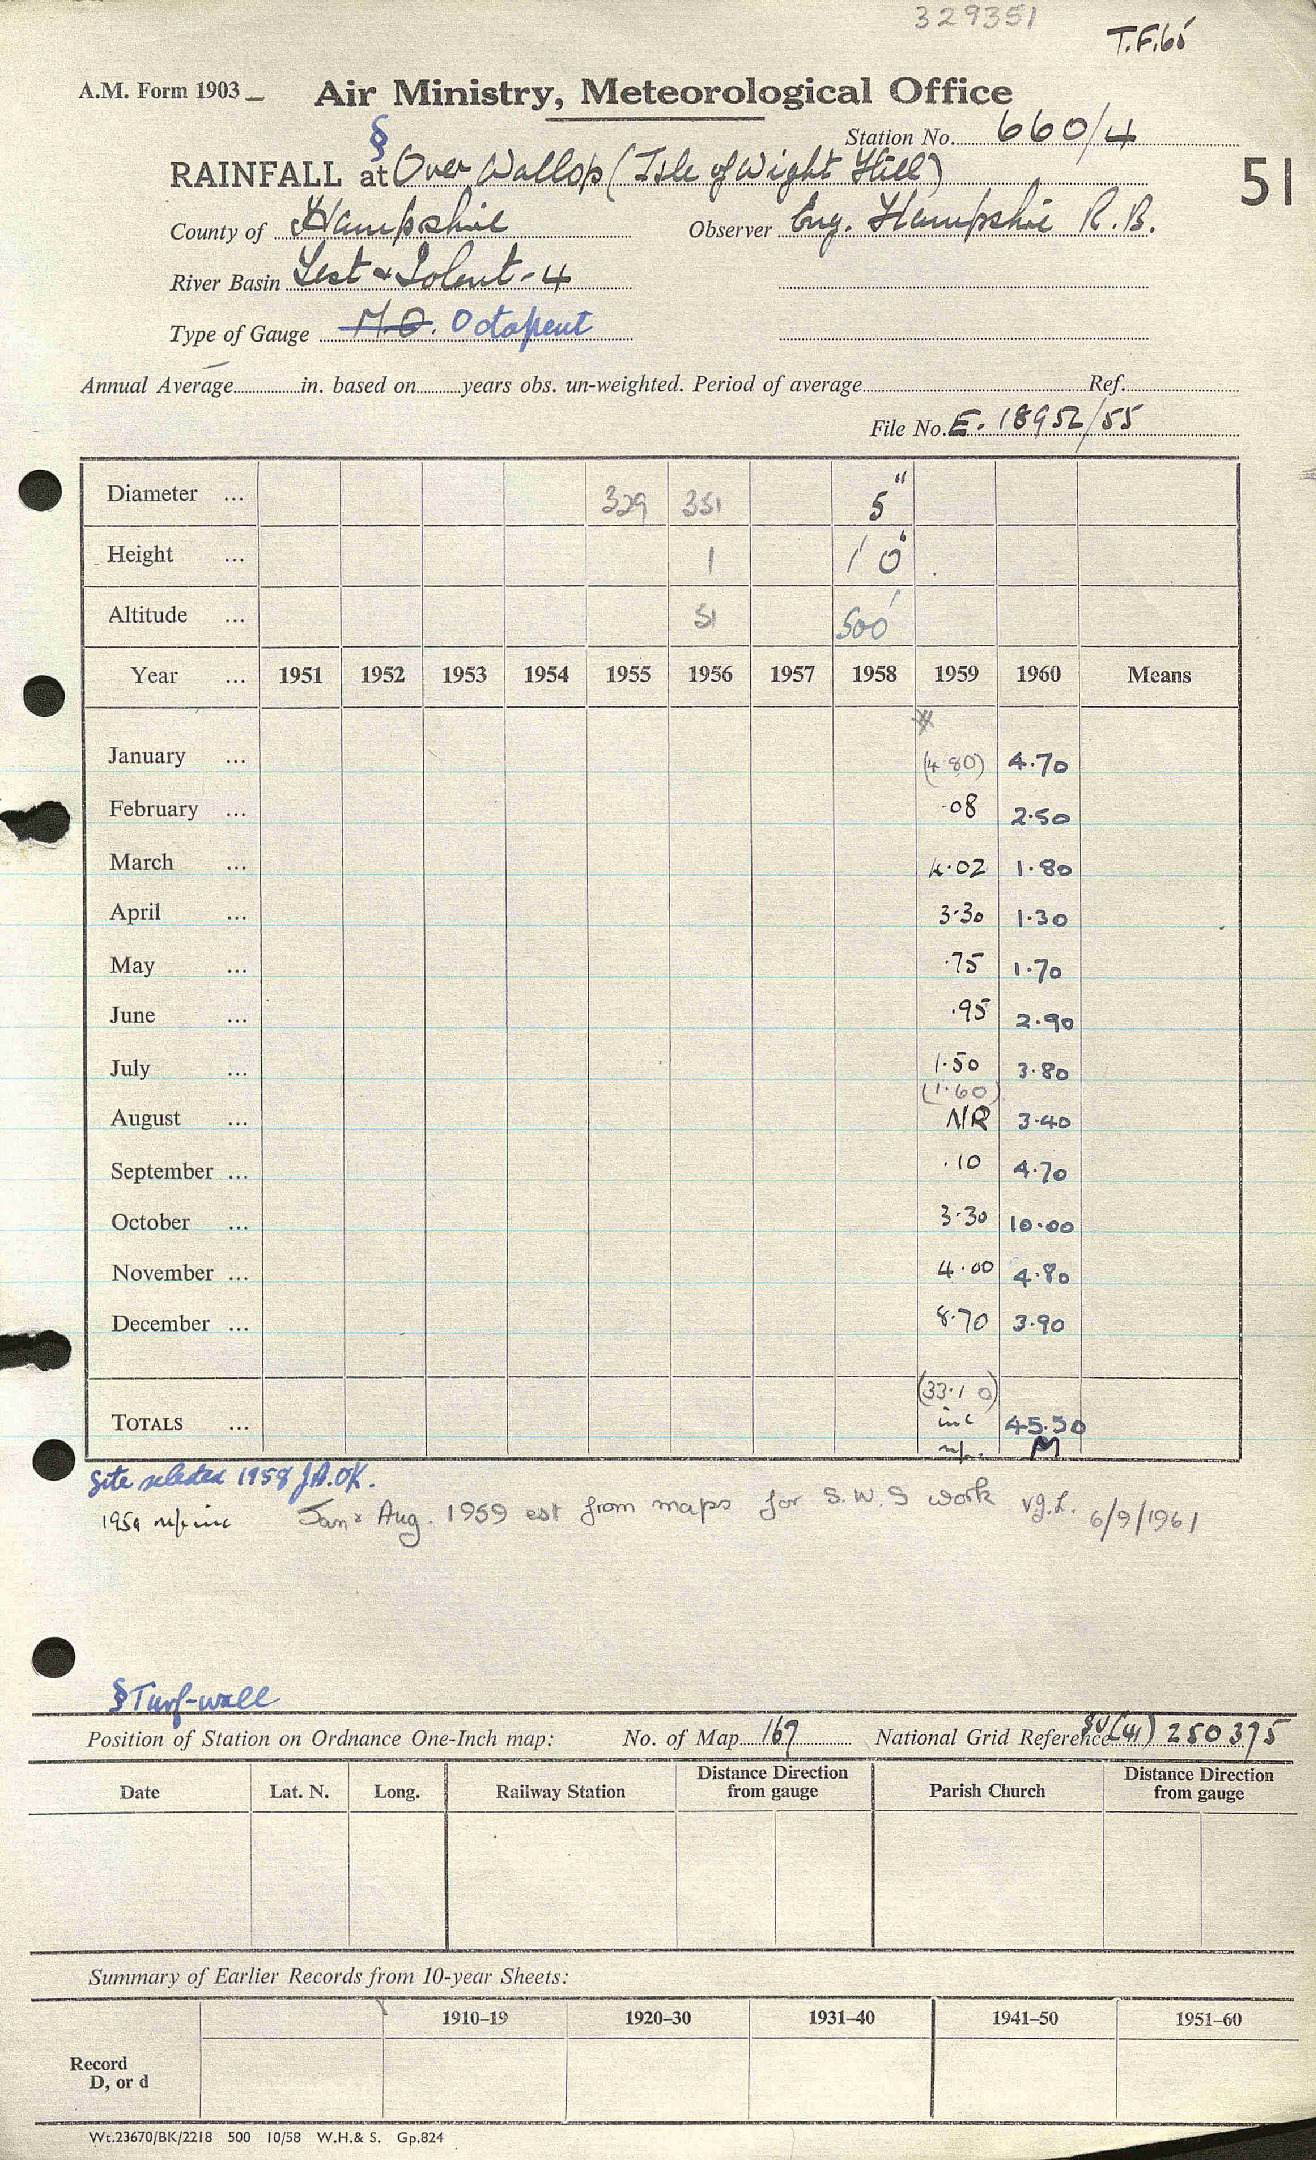 329351
T.F.65
A.M. Form 1903 Air Ministry, Meteorological Office
Station No. 660/4
§
RAINFALL at Over Wallop (Isle of Wight Hill)
51
County of Hampshire Observer Eng. Hampshire R.B.
River Basin Test & Solent - 4
Type of Gauge M.O. Octapent
Annual Average in. based on years obs. un-weighted. Period of average Ref.
File No. E. 18952/55
Diameter ... 329 351 5"
Height ... 1 1' 0"
Altitude ... 51 500'
Year ... 1951 1952 1953 1954 1955 1956 1957 1958 1959 1960 Means
January ... (4.80) 4.70
February ... .08 2.50
March ... 4.02 1.80
April ... 3.30 1.30
May ... .75 1.70
June ... .95 2.90
July ... 1.50 3.80
(1.60)
August ... NR 3.40
September ... .10 4.70
October ... 3.30 10.00
November ... 4.00 4.80
December ... 8.70 3.90
(33.10)
TOTALS ... inc 45.50
n/p. M
Site selected 1958 J.A. OK.
1959 n/p inc Jan & Aug. 1959 est from maps for S.W.S work V.J.L. 6/9/1961
§ Turf-wall
Position of Station on Ordnance One-Inch map: No. of Map 167 National Grid Reference SU(41) 250375
Date Lat. N. Long. Railway Station Distance Direction from gauge Parish Church Distance Direction from gauge
Summary of Earlier Records from 10-year Sheets:
1910–19 1920–30 1931–40 1941–50 1951–60
Record
D, or d
Wt.23670/BK/2218 500 10/58 W.H.& S. Gp.824